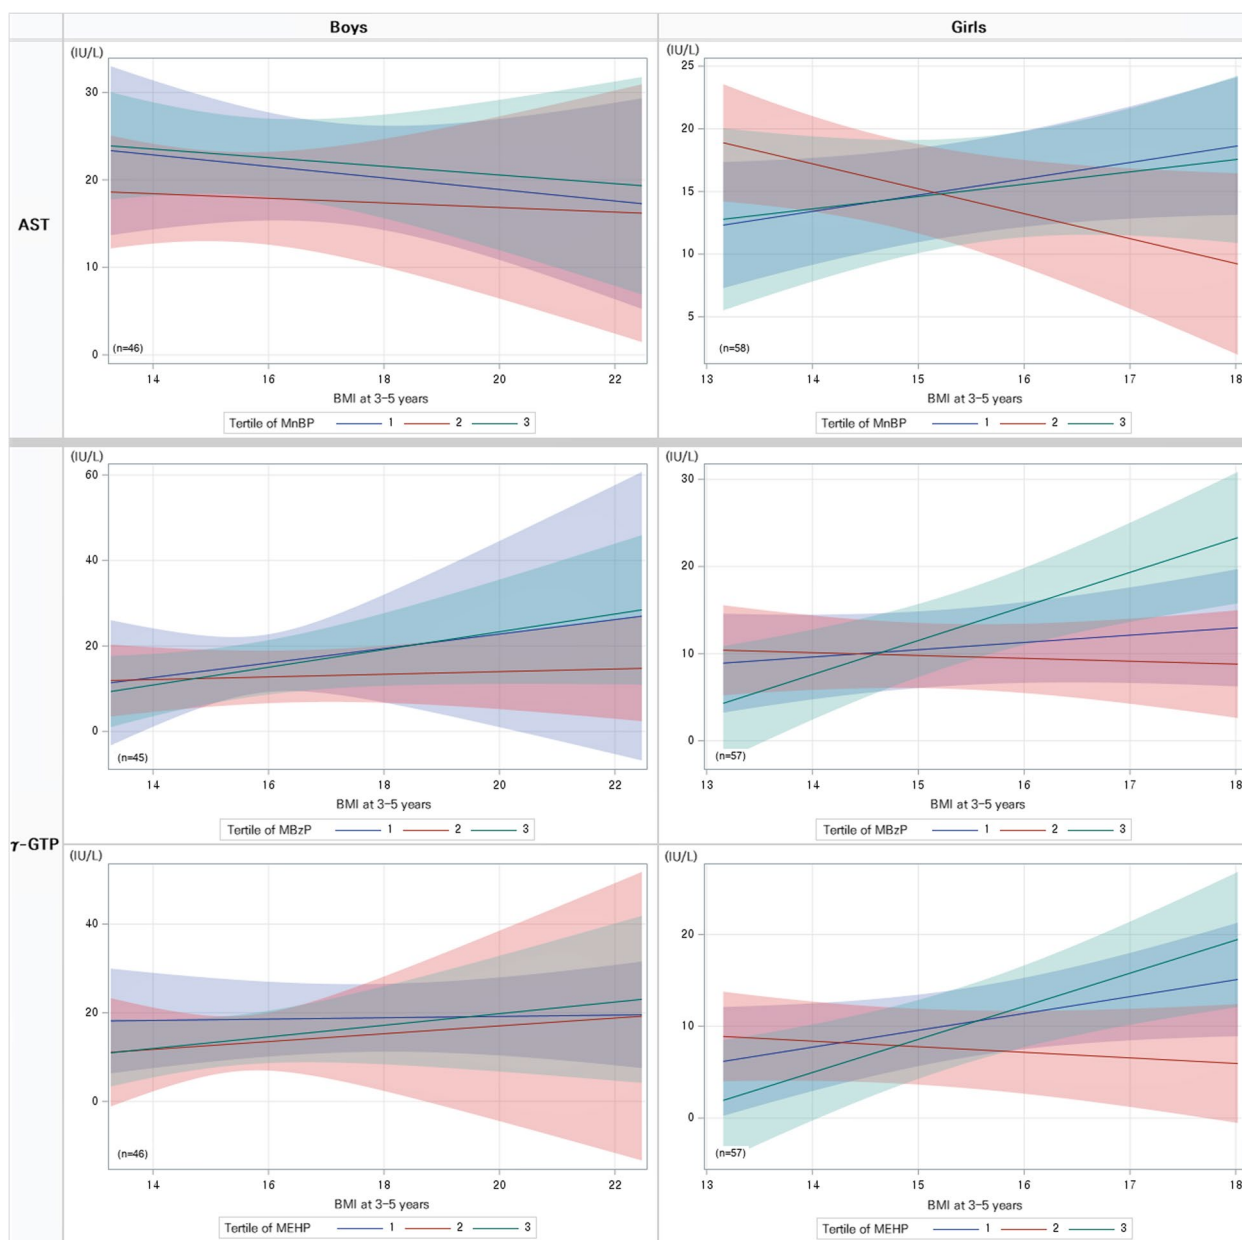 Boys Girls
AST
(IU/L)
30
20
10
0
(n=46)
14 16 18 20 22
BMI at 3–5 years
Tertile of MnBP 1 2 3
(IU/L)
25
20
15
10
5
(n=58)
13 14 15 16 17 18
BMI at 3–5 years
Tertile of MnBP 1 2 3
γ-GTP
(IU/L)
60
40
20
0
(n=45)
14 16 18 20 22
BMI at 3–5 years
Tertile of MBzP 1 2 3
(IU/L)
30
20
10
0
(n=57)
13 14 15 16 17 18
BMI at 3–5 years
Tertile of MBzP 1 2 3
(IU/L)
40
20
0
(n=46)
14 16 18 20 22
BMI at 3–5 years
Tertile of MEHP 1 2 3
(IU/L)
20
10
0
(n=57)
13 14 15 16 17 18
BMI at 3–5 years
Tertile of MEHP 1 2 3